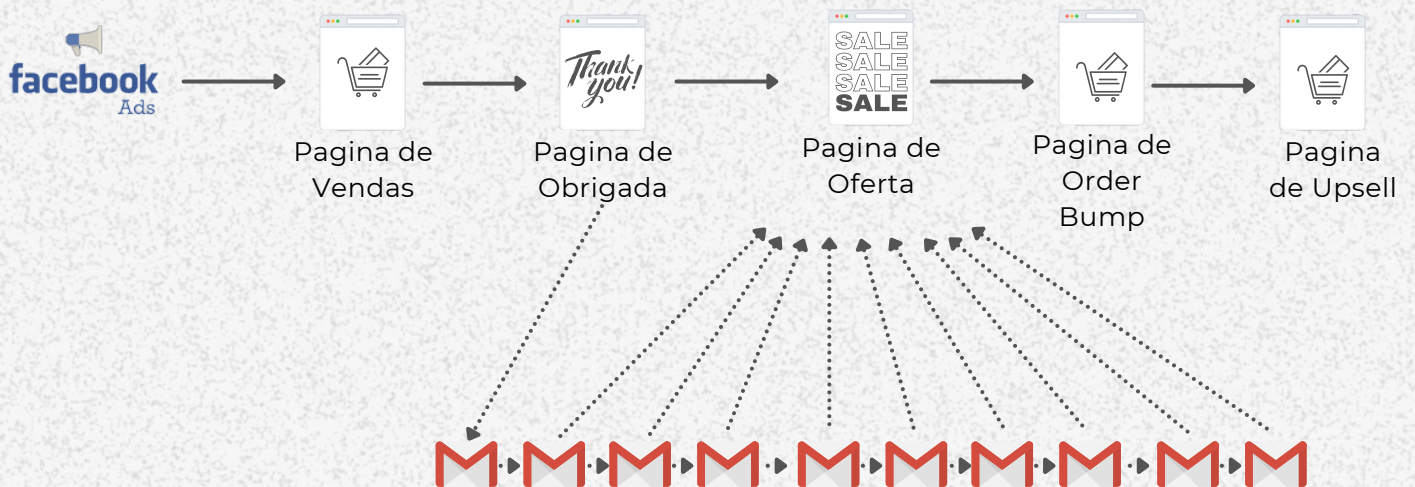 facebook
Ads
Pagina de
Vendas
Thank
you!
Pagina de
Obrigada
SALE
SALE
SALE
SALE
Pagina de
Oferta
Pagina de
Order
Bump
Pagina
de Upsell